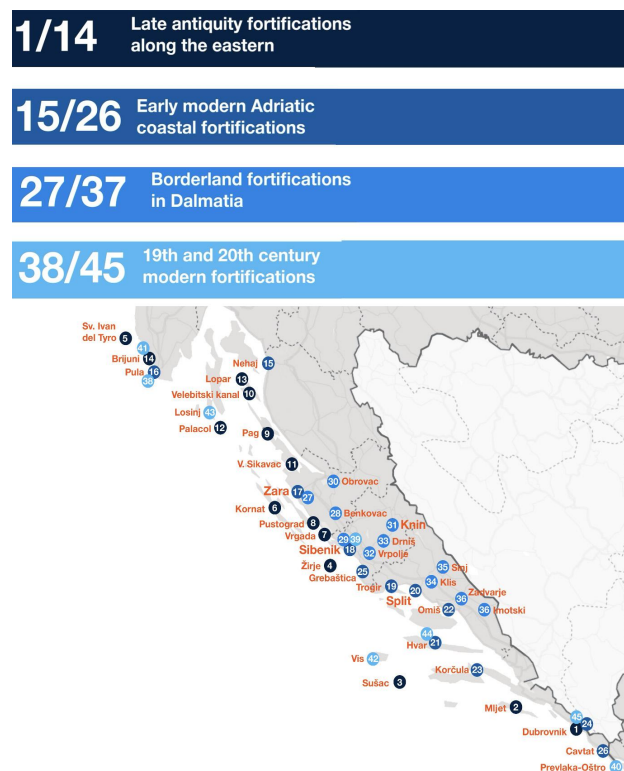 1/14
Late antiquity fortifications
along the eastern
15/26
Early modern Adriatic
coastal fortifications
27/37
Borderland fortifications
in Dalmatia
38/45
19th and 20th century
modern fortifications
Sv. Ivan
del Tyro 5
41
Brijuni 14
Pula 16
38
Nehaj 15
Lopar 13
Velebitski kanal 10
Losinj 43
Palacol 12
Pag 9
V. Sikavac 11
30 Obrovac
Zara 17
27
Kornat 6
28 Benkovac
Pustograd 8
31 Knin
Vrgada 7
29 39
33 Drniš
Sibenik 18
32 Vrpolje
Žirje 4
35 Sinj
Grebaštica 25
34 Klis
Trogir 19
20
Split
Zadvarje
36
Omiš 22
36 Imotski
44
Hvar 21
Vis 42
Korčula 23
Sušac 3
Mljet 2
45
24
Dubrovnik 1
Cavtat 26
Prevlaka-Oštro 40